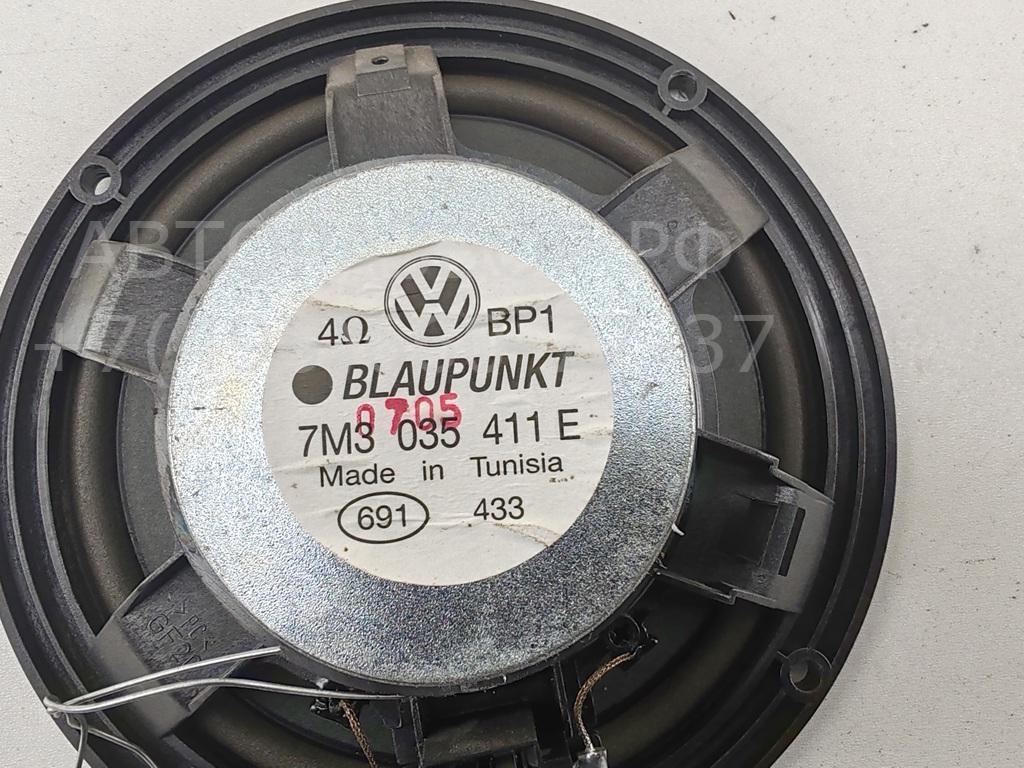 4Ω BP1
BLAUPUNKT
0705
7M3 035 411 E
Made in Tunisia
691 433